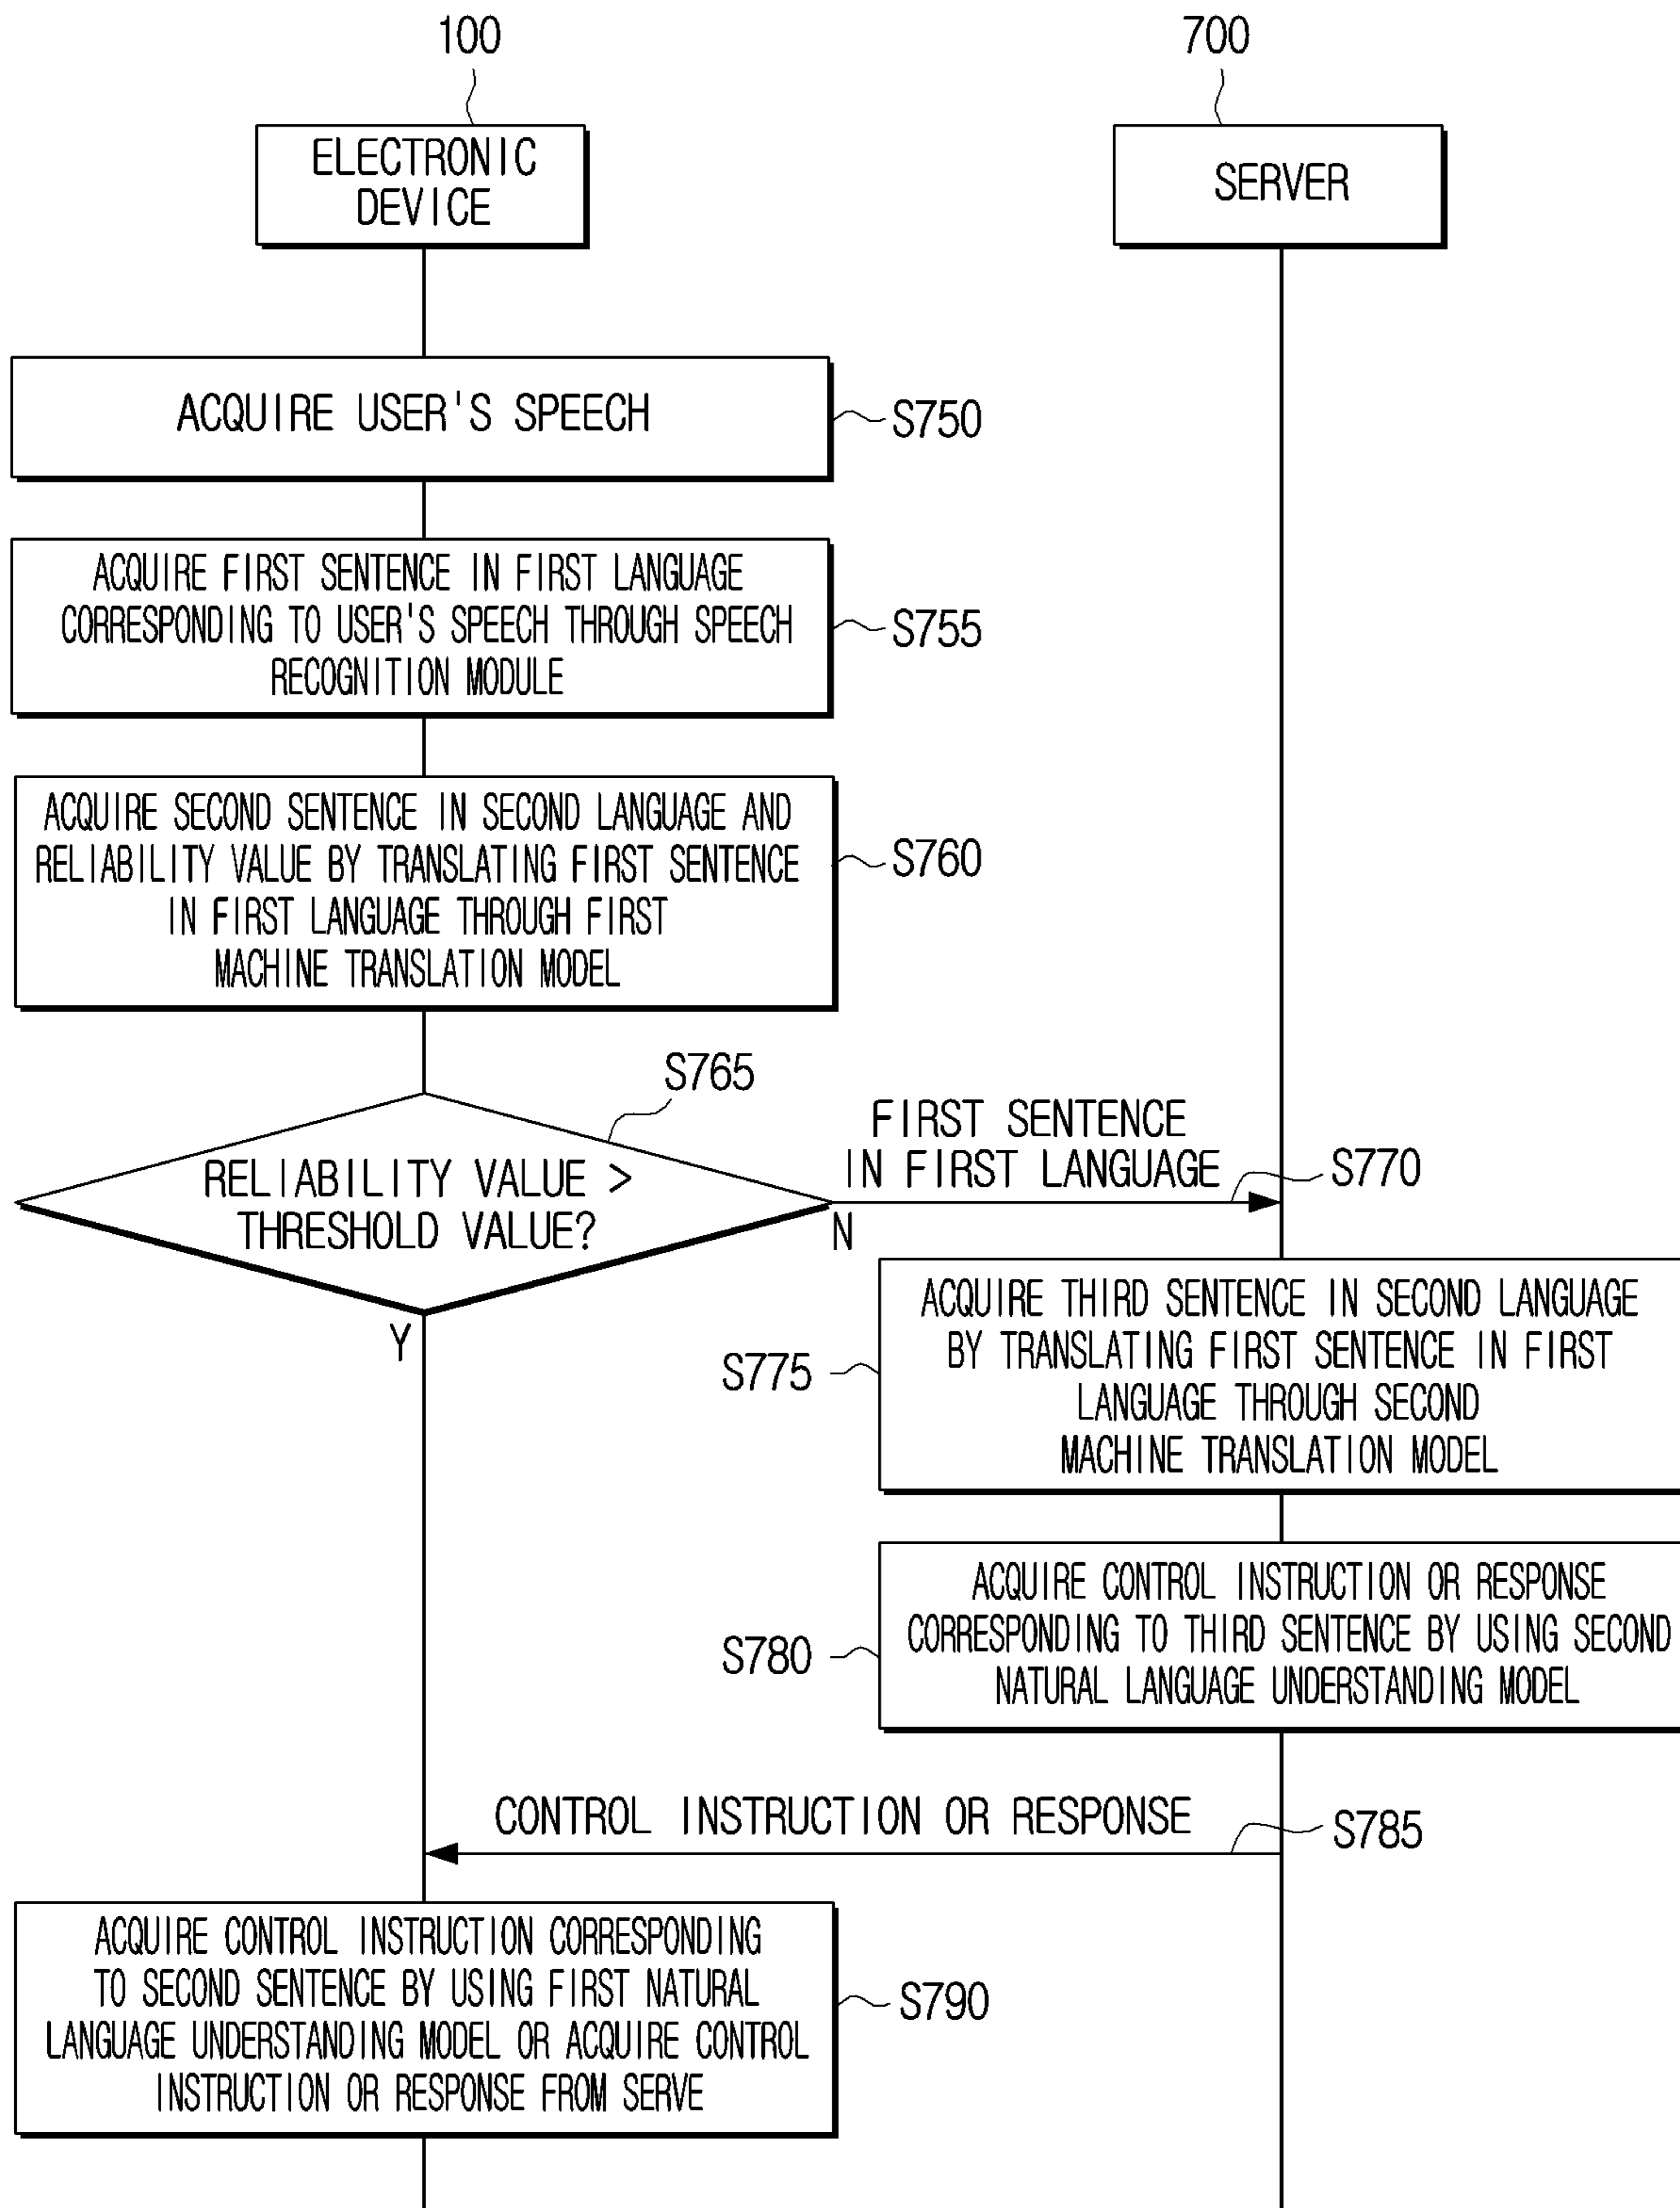 100
700
ELECTRONIC
DEVICE
SERVER
ACQUIRE USER'S SPEECH
S750
ACQUIRE FIRST SENTENCE IN FIRST LANGUAGE
CORRESPONDING TO USER'S SPEECH THROUGH SPEECH
RECOGNITION MODULE
S755
ACQUIRE SECOND SENTENCE IN SECOND LANGUAGE AND
RELIABILITY VALUE BY TRANSLATING FIRST SENTENCE
IN FIRST LANGUAGE THROUGH FIRST
MACHINE TRANSLATION MODEL
S760
S765
RELIABILITY VALUE >
THRESHOLD VALUE?
FIRST SENTENCE
IN FIRST LANGUAGE
S770
N
Y
ACQUIRE THIRD SENTENCE IN SECOND LANGUAGE
BY TRANSLATING FIRST SENTENCE IN FIRST
LANGUAGE THROUGH SECOND
MACHINE TRANSLATION MODEL
S775
ACQUIRE CONTROL INSTRUCTION OR RESPONSE
CORRESPONDING TO THIRD SENTENCE BY USING SECOND
NATURAL LANGUAGE UNDERSTANDING MODEL
S780
CONTROL INSTRUCTION OR RESPONSE
S785
ACQUIRE CONTROL INSTRUCTION CORRESPONDING
TO SECOND SENTENCE BY USING FIRST NATURAL
LANGUAGE UNDERSTANDING MODEL OR ACQUIRE CONTROL
INSTRUCTION OR RESPONSE FROM SERVE
S790